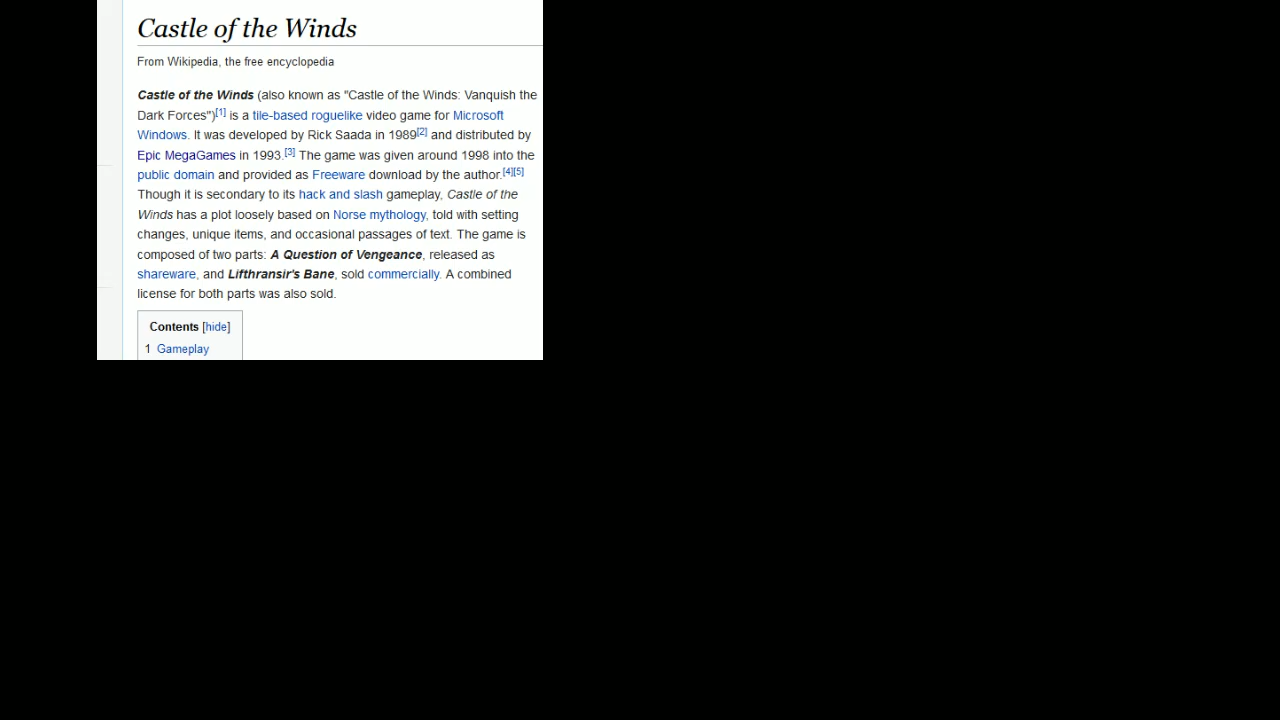 Castle of the Winds
From Wikipedia, the free encyclopedia
Castle of the Winds (also known as "Castle of the Winds: Vanquish the
Dark Forces")[1] is a tile-based roguelike video game for Microsoft
Windows. It was developed by Rick Saada in 1989[2] and distributed by
Epic MegaGames in 1993.[3] The game was given around 1998 into the
public domain and provided as Freeware download by the author.[4][5]
Though it is secondary to its hack and slash gameplay, Castle of the
Winds has a plot loosely based on Norse mythology, told with setting
changes, unique items, and occasional passages of text. The game is
composed of two parts: A Question of Vengeance, released as
shareware, and Lifthransir's Bane, sold commercially. A combined
license for both parts was also sold.
Contents [hide]
1 Gameplay